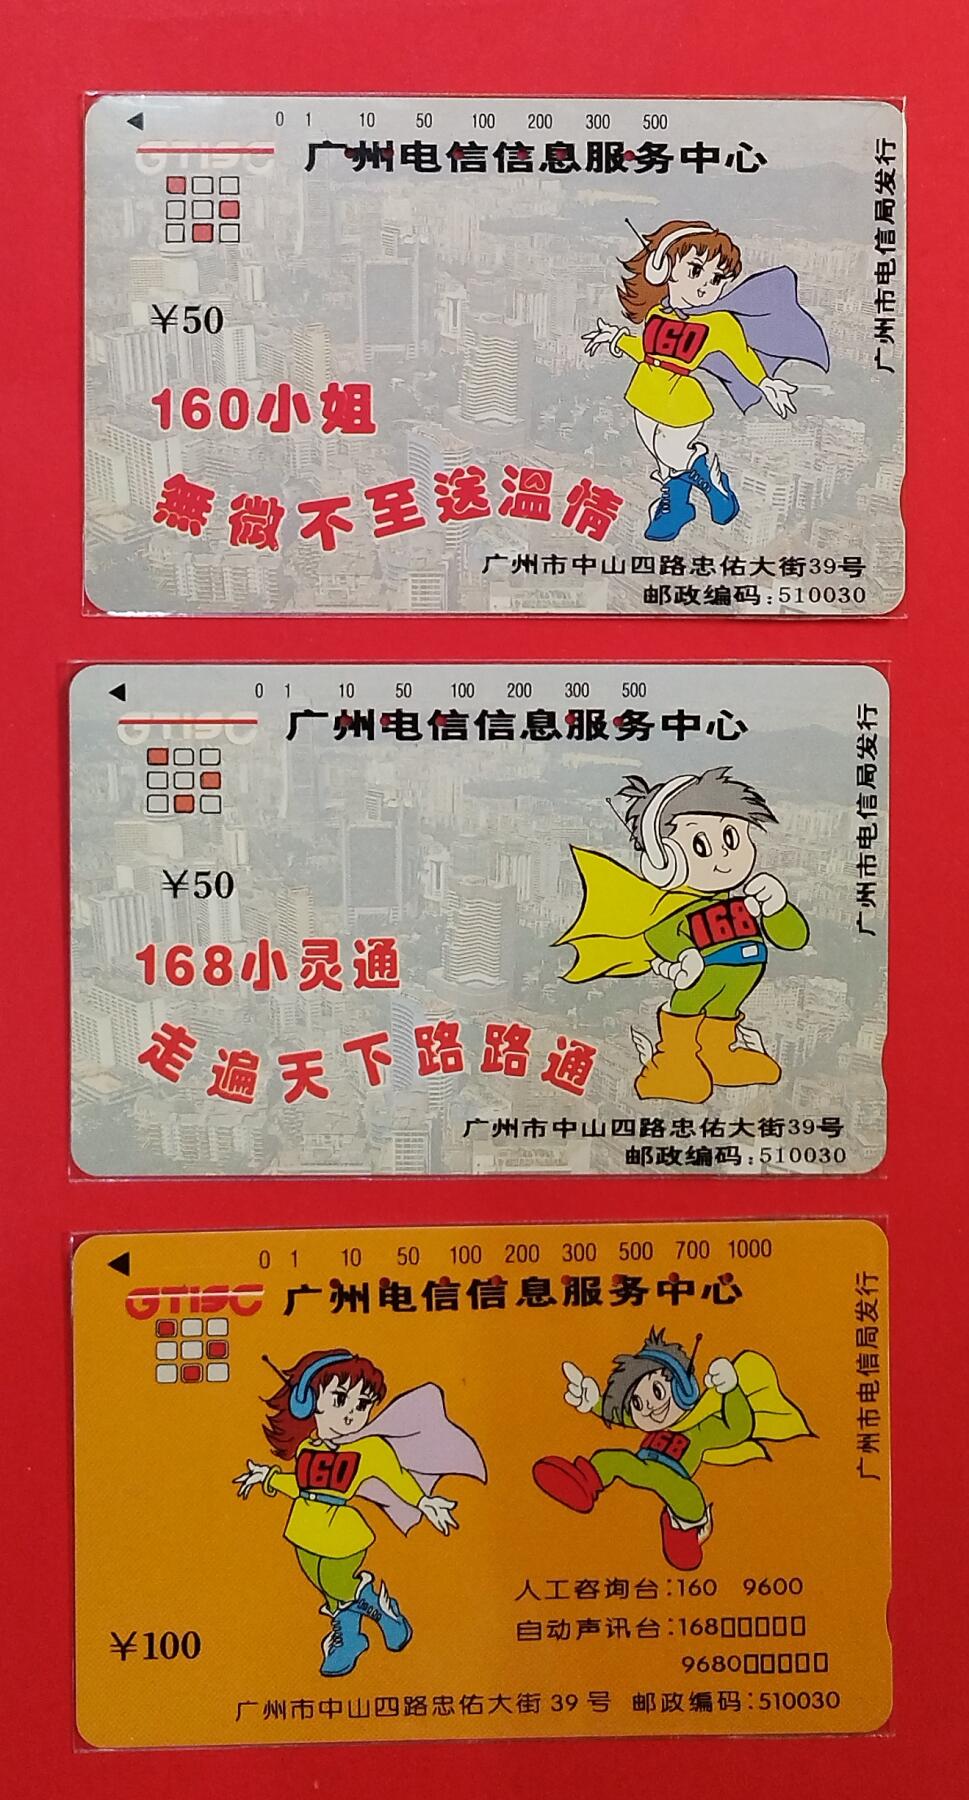 0 1 10 50 100 200 300 500
GTISC 广州电信信息服务中心
广州市电信局发行
¥50
160
160小姐
無微不至送温情
广州市中山四路忠佑大街39号
邮政编码:510030
0 1 10 50 100 200 300 500
GTISC 广州电信信息服务中心
广州市电信局发行
¥50
168
168小灵通
走遍天下路路通
广州市中山四路忠佑大街39号
邮政编码:510030
0 1 10 50 100 200 300 500 700 1000
GTISC 广州电信信息服务中心
广州市电信局发行
160
168
人工咨询台:160 9600
自动声讯台:168□□□□□
9680□□□□□
¥100
广州市中山四路忠佑大街 39 号 邮政编码:510030